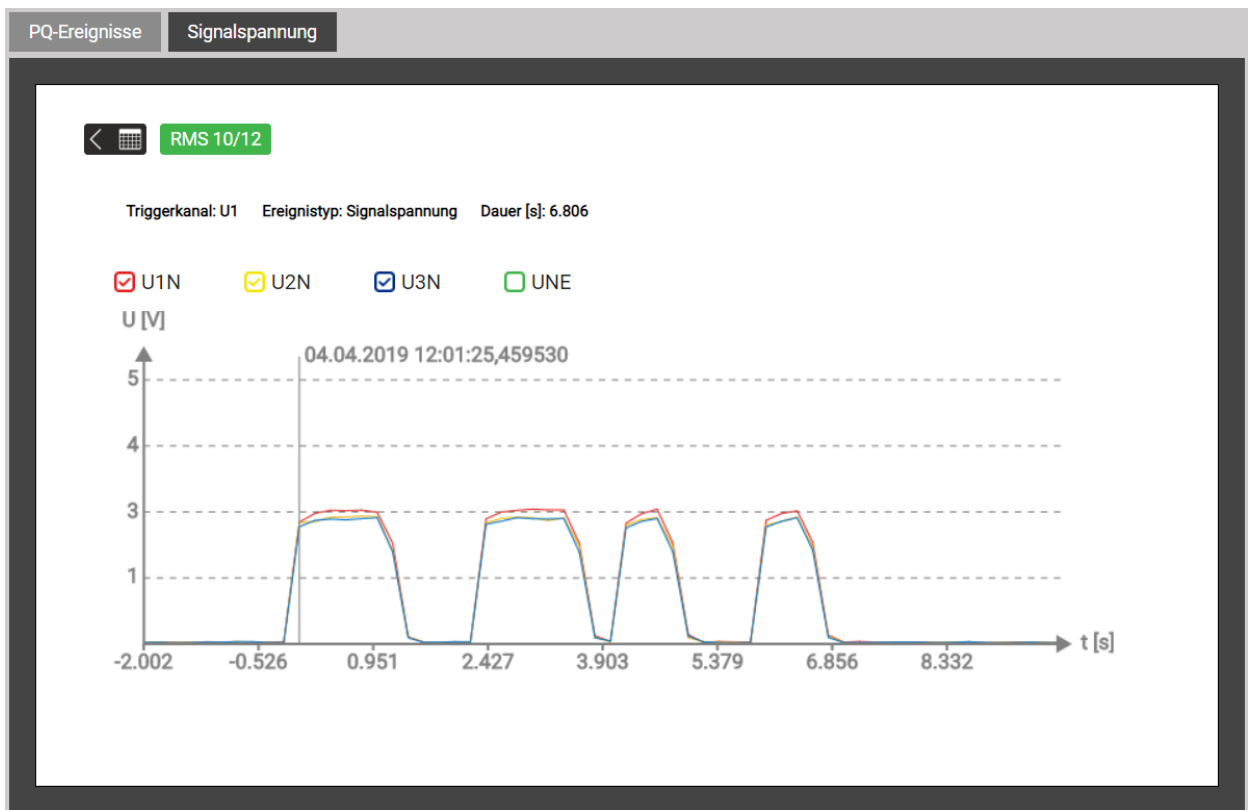 PQ-Ereignisse Signalspannung
RMS 10/12
Triggerkanal: U1 Ereignistyp: Signalspannung Dauer [s]: 6.806
U1N U2N U3N UNE
U [V]
04.04.2019 12:01:25,459530
5
4
3
1
t [s]
-2.002 -0.526 0.951 2.427 3.903 5.379 6.856 8.332